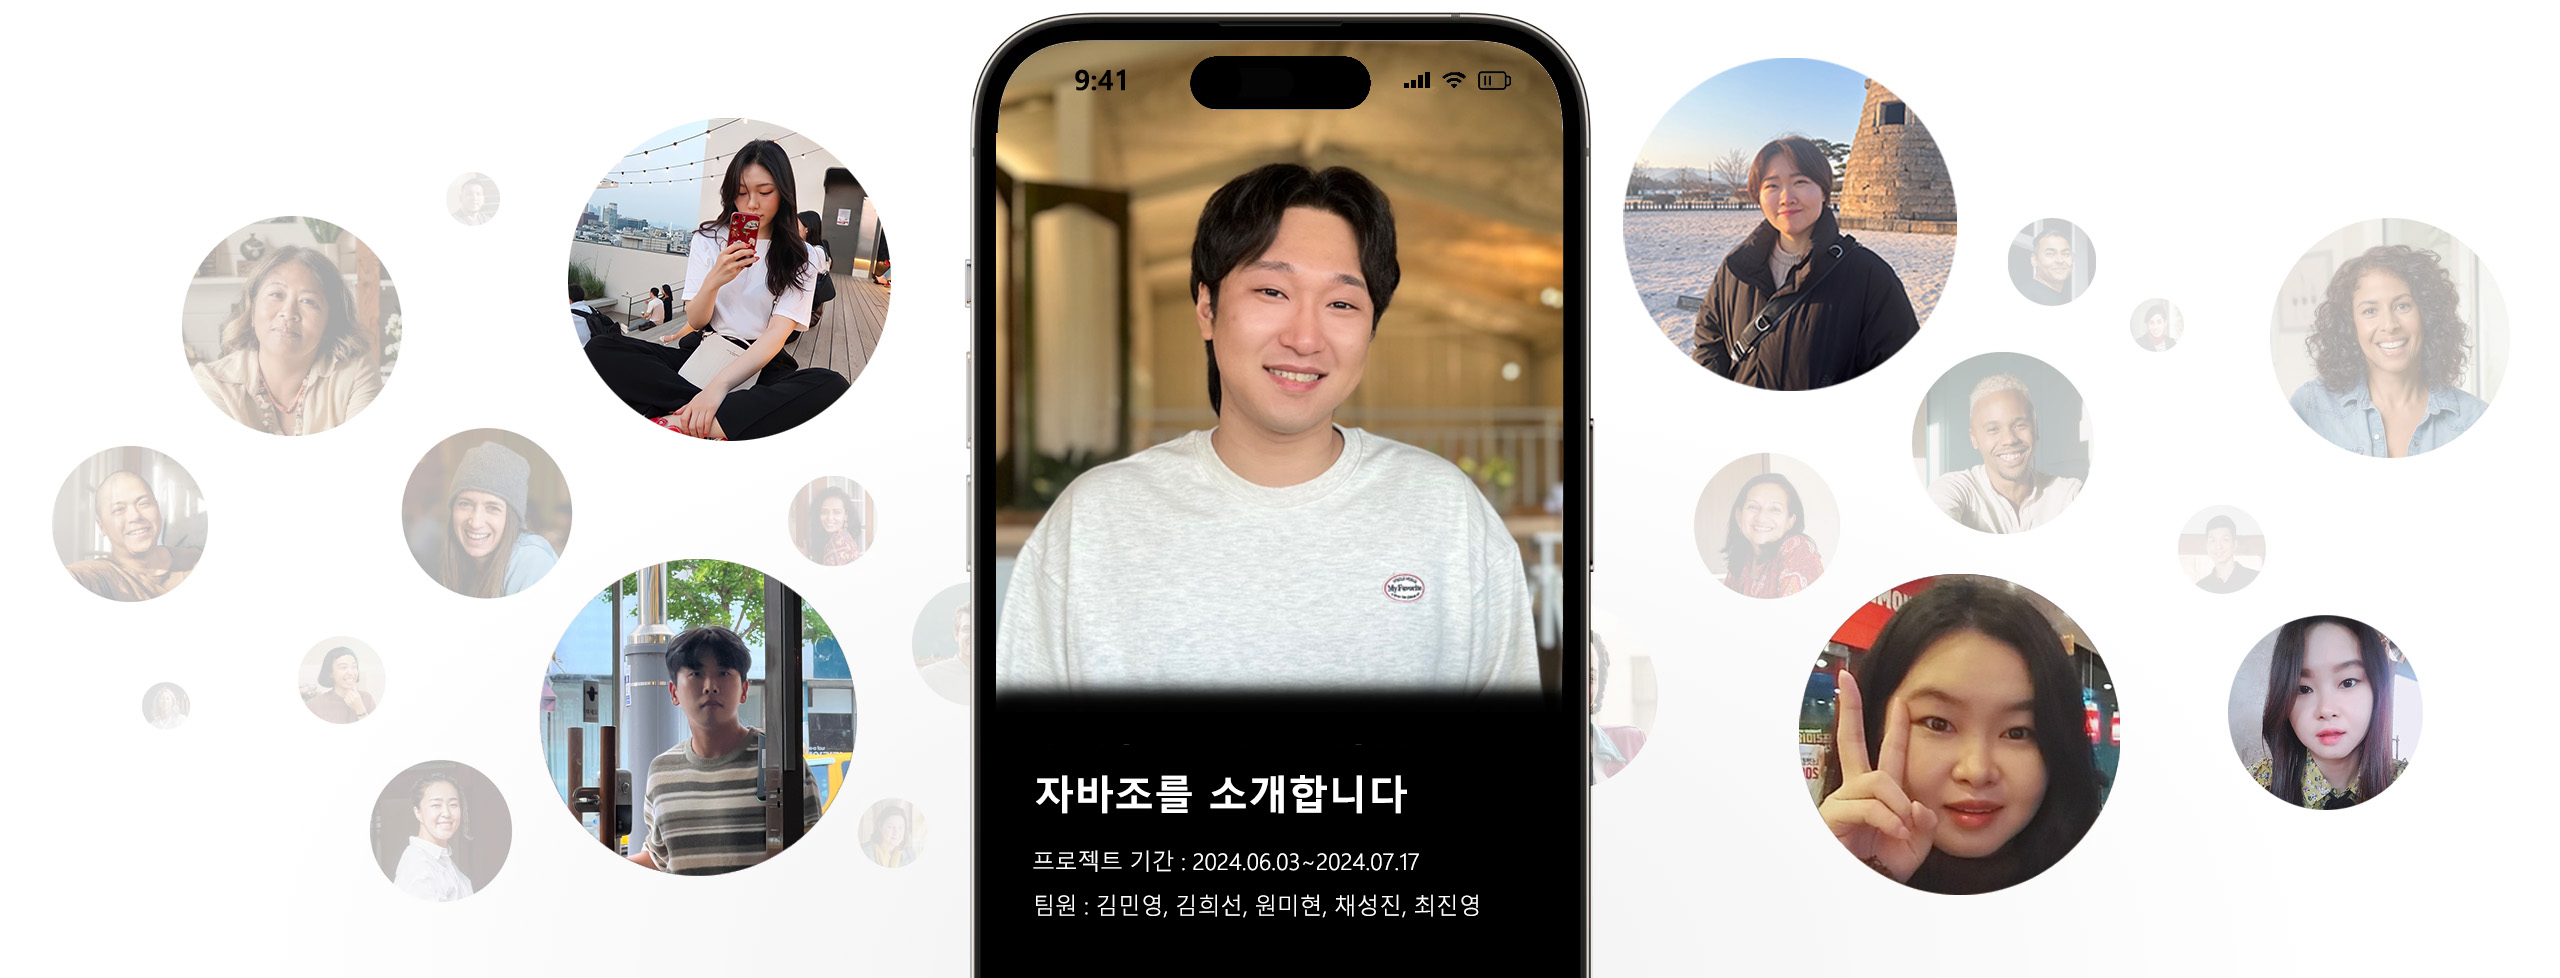 9:41
My Favorite
자바조를 소개합니다
프로젝트 기간 : 2024.06.03~2024.07.17
팀원 : 김민영, 김희선, 원미현, 채성진, 최진영